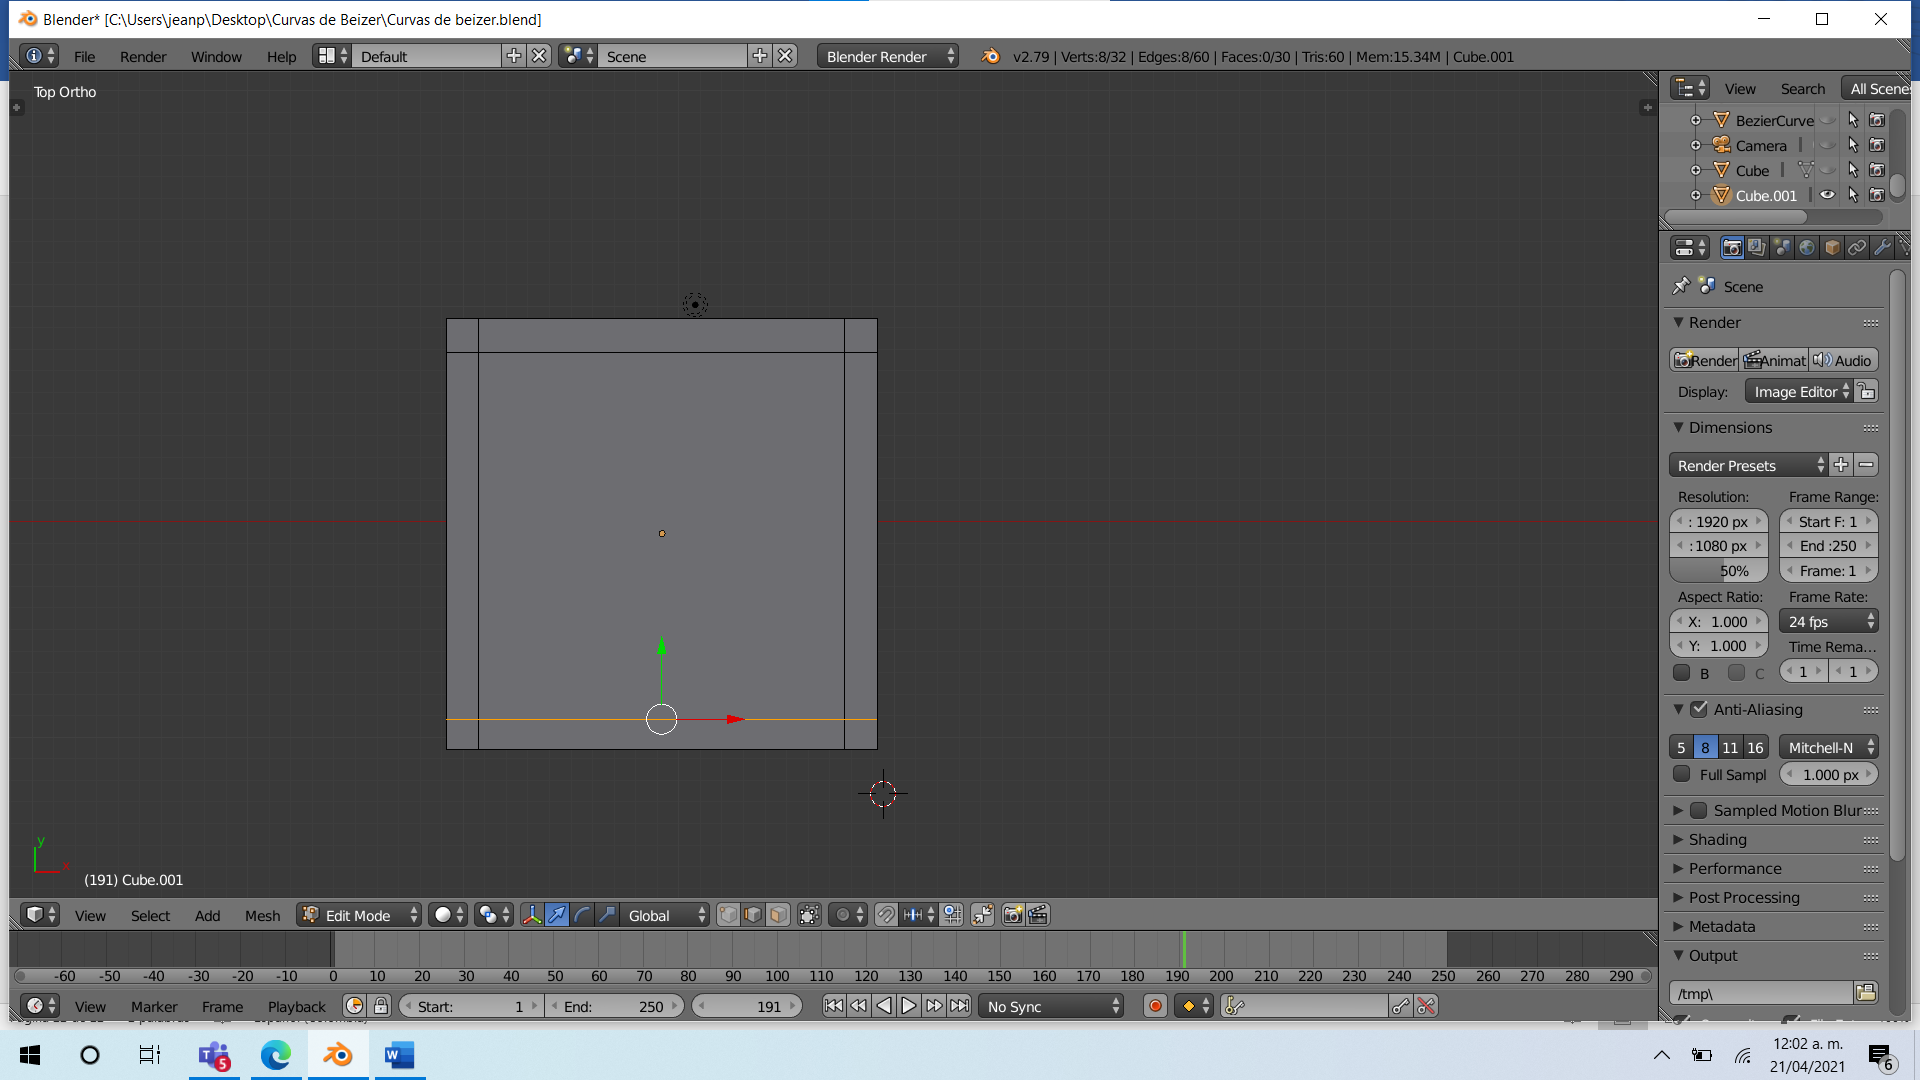 Blender* [C:\Users\jeanp\Desktop\Curvas de Beizer\Curvas de beizer.blend]
File Render Window Help Default Scene Blender Render v2.79 | Verts:8/32 | Edges:8/60 | Faces:0/30 | Tris:60 | Mem:15.34M | Cube.001
Top Ortho
View Search All Scenes
BezierCurve
Camera
Cube
Cube.001
Scene
Render
Render Animat Audio
Display: Image Editor
Dimensions
Render Presets
Resolution: Frame Range:
: 1920 px Start F: 1
: 1080 px End :250
50% Frame: 1
Aspect Ratio: Frame Rate:
X: 1.000 24 fps
Y: 1.000 Time Rema...
B C 1 1
Anti-Aliasing
5 8 11 16 Mitchell-N
Full Sampl 1.000 px
Sampled Motion Blur
Shading
Performance
Post Processing
Metadata
Output
/tmp\
y
x
(191) Cube.001
View Select Add Mesh Edit Mode Global
-60 -50 -40 -30 -20 -10 0 10 20 30 40 50 60 70 80 90 100 110 120 130 140 150 160 170 180 190 200 210 220 230 240 250 260 270 280 290
View Marker Frame Playback Start: 1 End: 250 191 No Sync
5
12:02 a. m.
21/04/2021
6